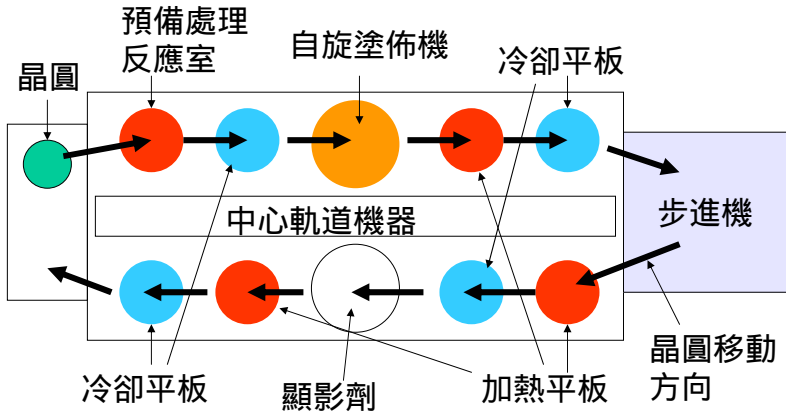 預備處理
反應室
自旋塗佈機
冷卻平板
晶圓
中心軌道機器
步進機
晶圓移動
方向
冷卻平板
顯影劑
加熱平板